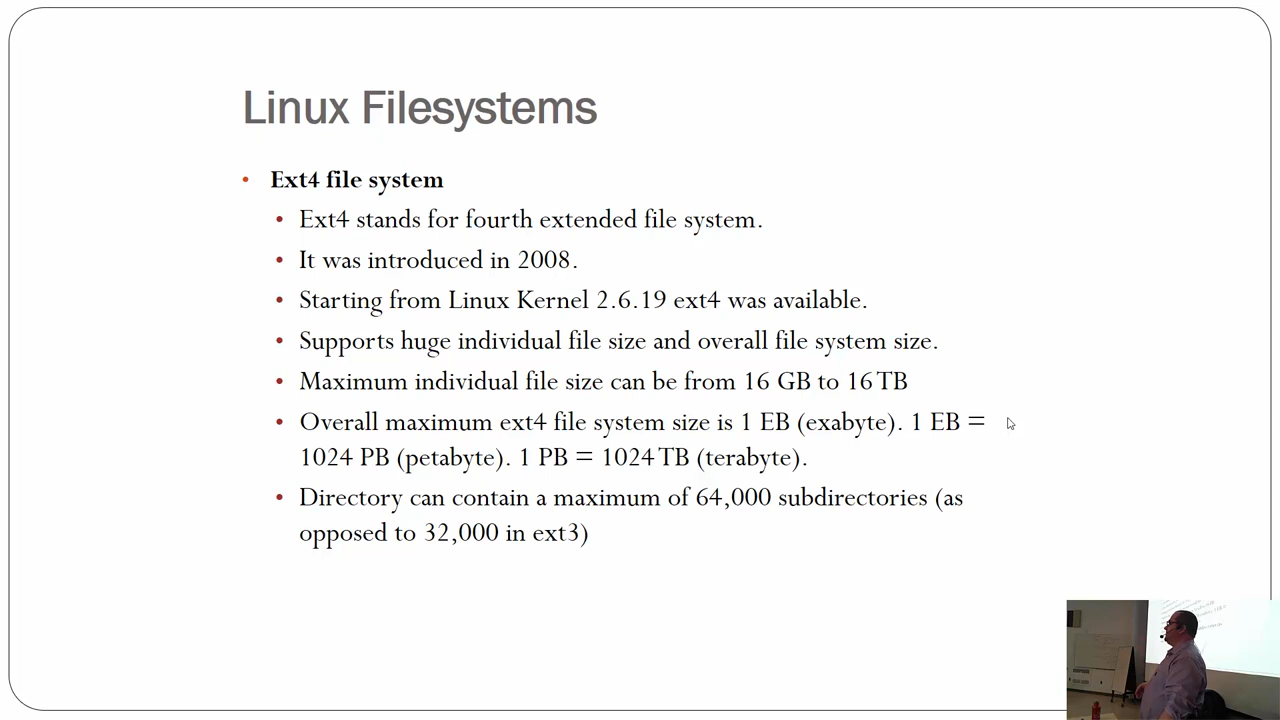 Linux Filesystems
• Ext4 file system
• Ext4 stands for fourth extended file system.
• It was introduced in 2008.
• Starting from Linux Kernel 2.6.19 ext4 was available.
• Supports huge individual file size and overall file system size.
• Maximum individual file size can be from 16 GB to 16 TB
• Overall maximum ext4 file system size is 1 EB (exabyte). 1 EB =
1024 PB (petabyte). 1 PB = 1024 TB (terabyte).
• Directory can contain a maximum of 64,000 subdirectories (as
opposed to 32,000 in ext3)